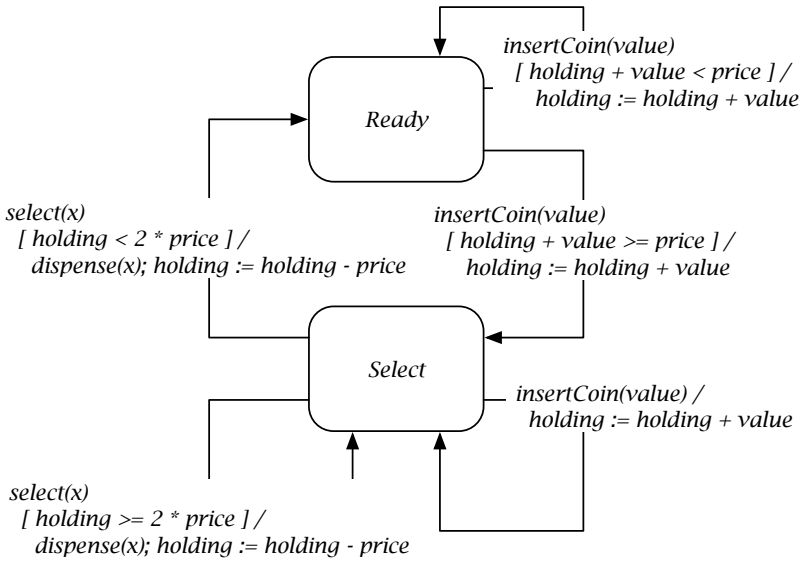 insertCoin(value)
[ holding + value < price ] /
holding := holding + value
Ready
select(x)
[ holding < 2 * price ] /
dispense(x); holding := holding - price
insertCoin(value)
[ holding + value >= price ] /
holding := holding + value
Select
insertCoin(value) /
holding := holding + value
select(x)
[ holding >= 2 * price ] /
dispense(x); holding := holding - price